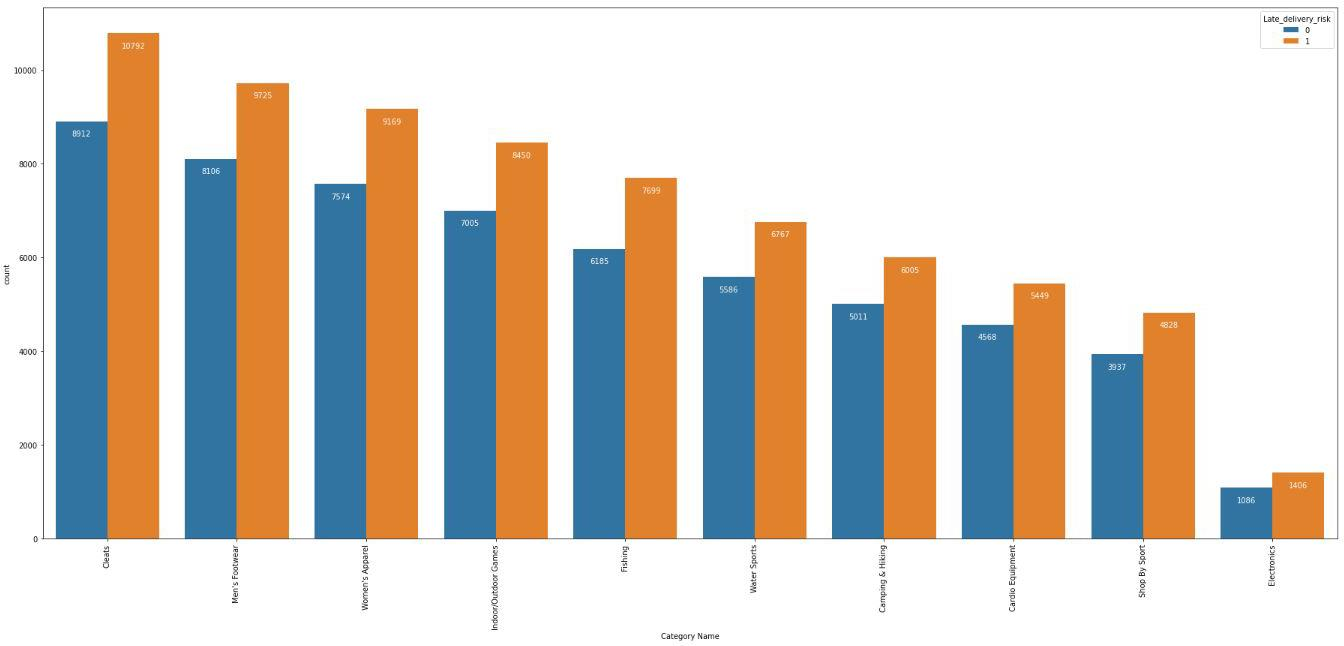 Late_delivery_risk
0
1
10792
8912
9725
8106
9169
7574
8450
7005
7699
6185
6767
5586
6005
5011
5449
4568
4828
3937
1406
1086
10000
8000
6000
4000
2000
0
count
Cleats
Men's Footwear
Women's Apparel
Indoor/Outdoor Games
Fishing
Water Sports
Camping & Hiking
Cardio Equipment
Shop By Sport
Electronics
Category Name